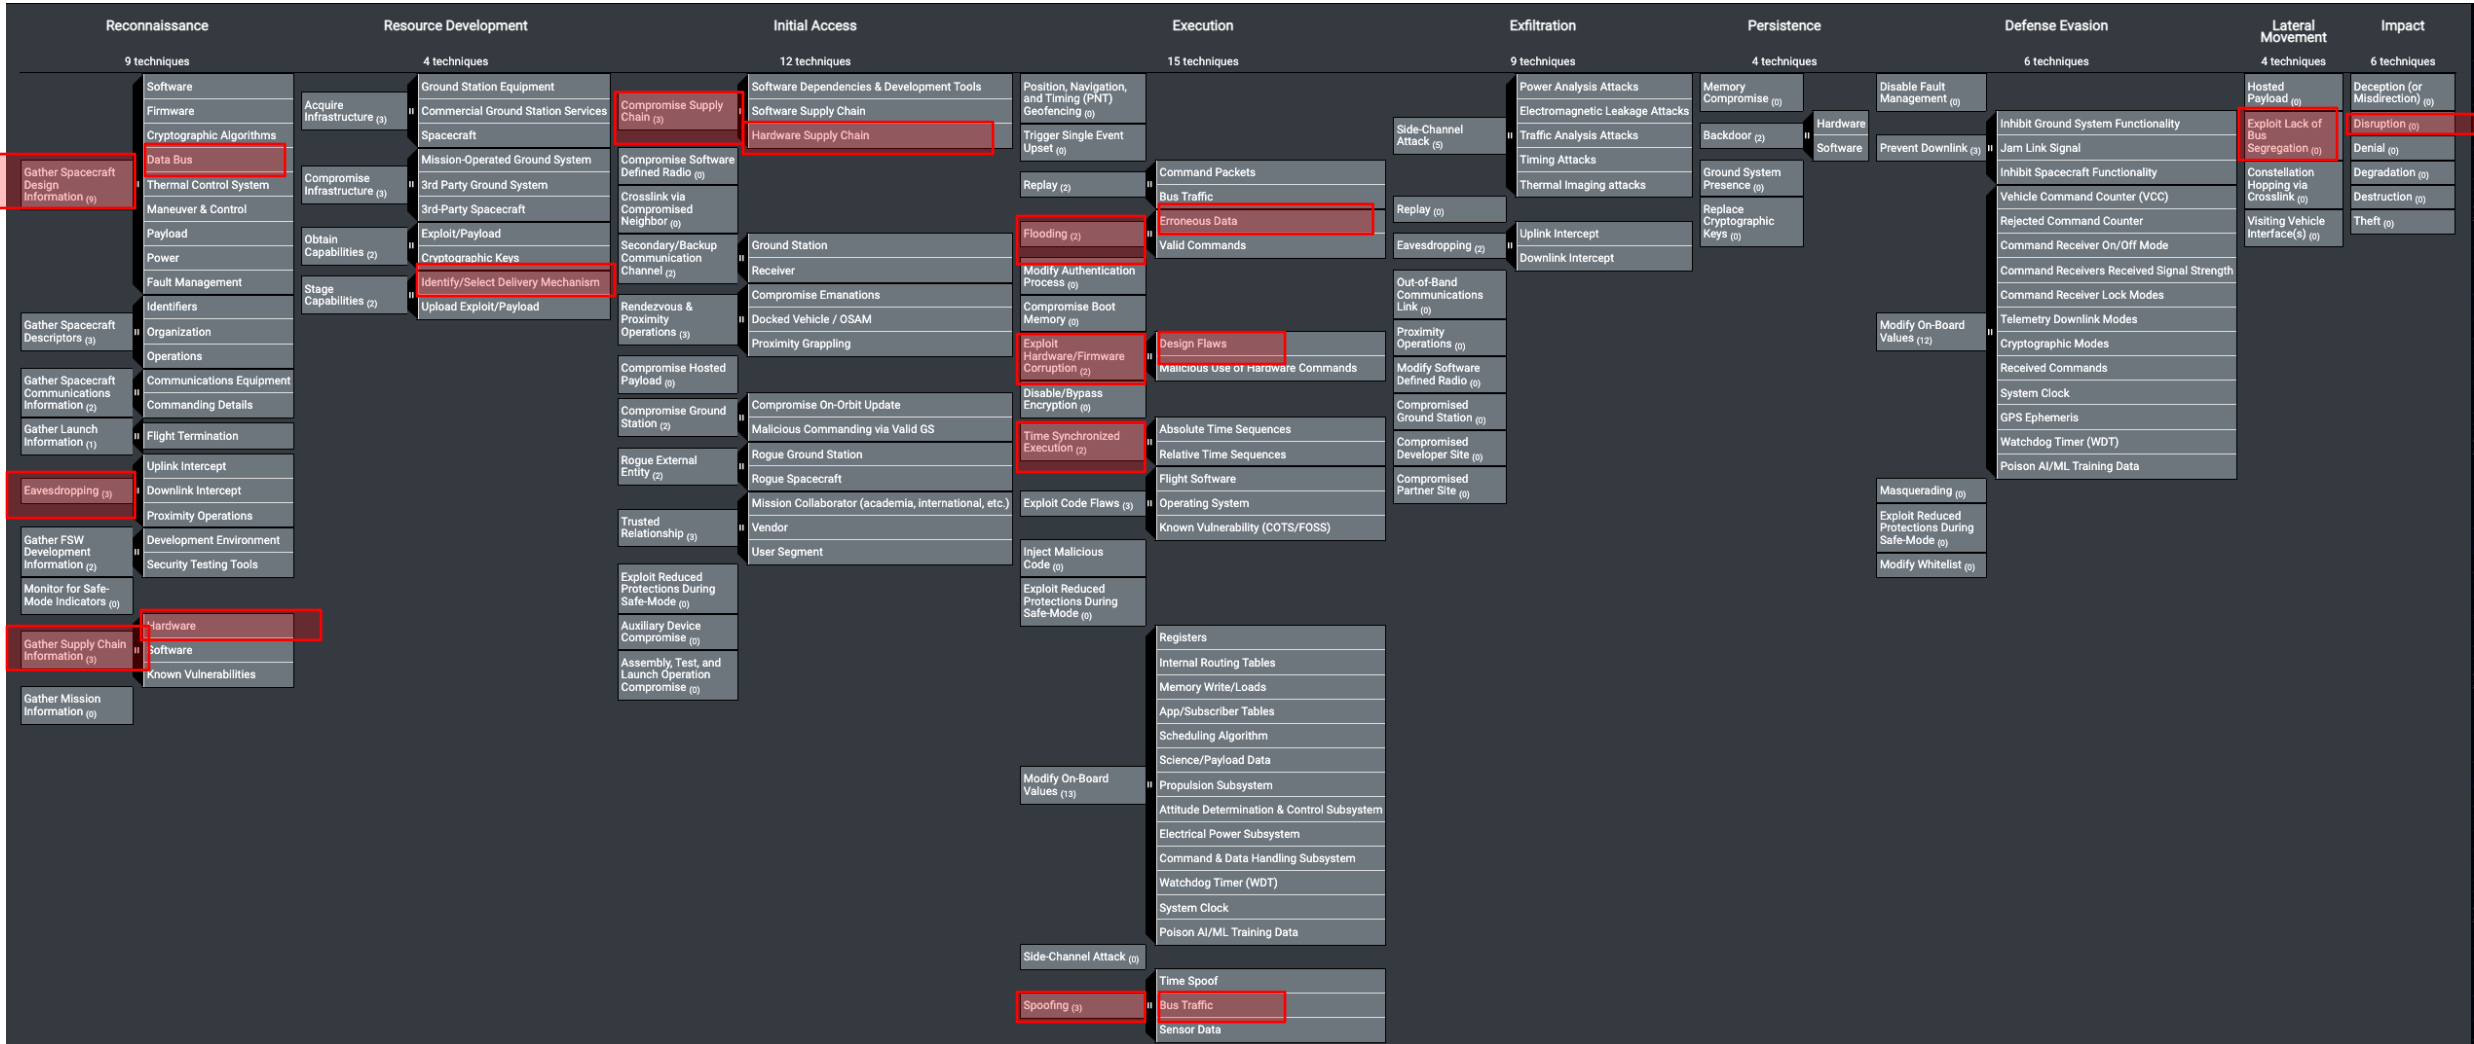 Reconnaissance
9 techniques
Gather Spacecraft
Design
Information (9)
Software
Firmware
Cryptographic Algorithms
Data Bus
Thermal Control System
Maneuver & Control
Payload
Power
Fault Management
Gather Spacecraft
Descriptors (3)
Identifiers
Organization
Operations
Gather Spacecraft
Communications
Information (2)
Communications Equipment
Commanding Details
Gather Launch
Information (1)
Flight Termination
Eavesdropping (3)
Uplink Intercept
Downlink Intercept
Proximity Operations
Gather FSW
Development
Information (2)
Development Environment
Security Testing Tools
Monitor for Safe-
Mode Indicators (0)
Gather Supply Chain
Information (3)
Hardware
Software
Known Vulnerabilities
Gather Mission
Information (0)
Resource Development
4 techniques
Acquire
Infrastructure (3)
Ground Station Equipment
Commercial Ground Station Services
Spacecraft
Compromise
Infrastructure (3)
Mission-Operated Ground System
3rd Party Ground System
3rd-Party Spacecraft
Obtain
Capabilities (2)
Exploit/Payload
Cryptographic Keys
Stage
Capabilities (2)
Identify/Select Delivery Mechanism
Upload Exploit/Payload
Initial Access
12 techniques
Compromise Supply
Chain (3)
Software Dependencies & Development Tools
Software Supply Chain
Hardware Supply Chain
Compromise Software
Defined Radio (0)
Crosslink via
Compromised
Neighbor (0)
Secondary/Backup
Communication
Channel (2)
Ground Station
Receiver
Rendezvous &
Proximity
Operations (3)
Compromise Emanations
Docked Vehicle / OSAM
Proximity Grappling
Compromise Hosted
Payload (0)
Compromise Ground
Station (2)
Compromise On-Orbit Update
Malicious Commanding via Valid GS
Rogue External
Entity (2)
Rogue Ground Station
Rogue Spacecraft
Trusted
Relationship (3)
Mission Collaborator (academia, international, etc.)
Vendor
User Segment
Exploit Reduced
Protections During
Safe-Mode (0)
Auxiliary Device
Compromise (0)
Assembly, Test, and
Launch Operation
Compromise (0)
Execution
15 techniques
Position, Navigation,
and Timing (PNT)
Geofencing (0)
Trigger Single Event
Upset (0)
Replay (2)
Command Packets
Bus Traffic
Flooding (2)
Erroneous Data
Valid Commands
Modify Authentication
Process (0)
Compromise Boot
Memory (0)
Exploit
Hardware/Firmware
Corruption (2)
Design Flaws
Malicious Use of Hardware Commands
Disable/Bypass
Encryption (0)
Time Synchronized
Execution (2)
Absolute Time Sequences
Relative Time Sequences
Exploit Code Flaws (3)
Flight Software
Operating System
Known Vulnerability (COTS/FOSS)
Inject Malicious
Code (0)
Exploit Reduced
Protections During
Safe-Mode (0)
Modify On-Board
Values (13)
Registers
Internal Routing Tables
Memory Write/Loads
App/Subscriber Tables
Scheduling Algorithm
Science/Payload Data
Propulsion Subsystem
Attitude Determination & Control Subsystem
Electrical Power Subsystem
Command & Data Handling Subsystem
Watchdog Timer (WDT)
System Clock
Poison AI/ML Training Data
Side-Channel Attack (0)
Spoofing (3)
Time Spoof
Bus Traffic
Sensor Data
Exfiltration
9 techniques
Side-Channel
Attack (5)
Power Analysis Attacks
Electromagnetic Leakage Attacks
Traffic Analysis Attacks
Timing Attacks
Thermal Imaging attacks
Replay (0)
Eavesdropping (2)
Uplink Intercept
Downlink Intercept
Out-of-Band
Communications
Link (0)
Proximity
Operations (0)
Modify Software
Defined Radio (0)
Compromised
Ground Station (0)
Compromised
Developer Site (0)
Compromised
Partner Site (0)
Persistence
4 techniques
Memory
Compromise (0)
Backdoor (2)
Hardware
Software
Ground System
Presence (0)
Replace
Cryptographic
Keys (0)
Defense Evasion
6 techniques
Disable Fault
Management (0)
Prevent Downlink (3)
Inhibit Ground System Functionality
Jam Link Signal
Inhibit Spacecraft Functionality
Modify On-Board
Values (12)
Vehicle Command Counter (VCC)
Rejected Command Counter
Command Receiver On/Off Mode
Command Receivers Received Signal Strength
Command Receiver Lock Modes
Telemetry Downlink Modes
Cryptographic Modes
Received Commands
System Clock
GPS Ephemeris
Watchdog Timer (WDT)
Poison AI/ML Training Data
Masquerading (0)
Exploit Reduced
Protections During
Safe-Mode (0)
Modify Whitelist (0)
Lateral
Movement
4 techniques
Hosted
Payload (0)
Exploit Lack of
Bus
Segregation (0)
Constellation
Hopping via
Crosslink (0)
Visiting Vehicle
Interface(s) (0)
Impact
6 techniques
Deception (or
Misdirection) (0)
Disruption (0)
Denial (0)
Degradation (0)
Destruction (0)
Theft (0)